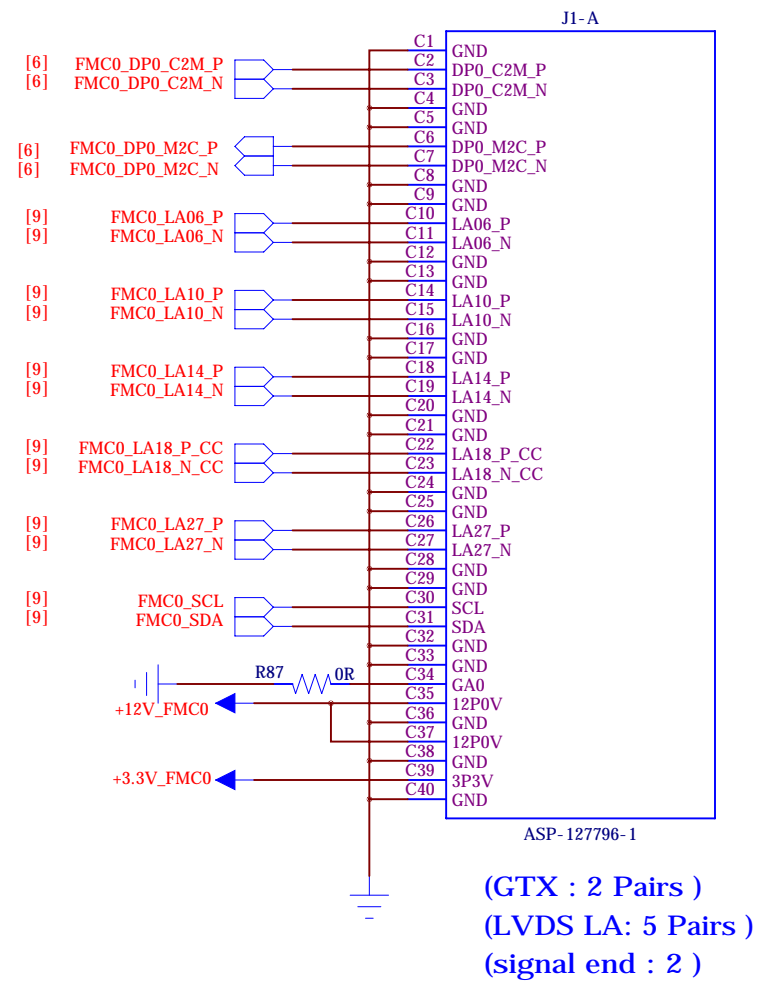 J1-A
C1 GND
[6] FMC0_DP0_C2M_P C2 DP0_C2M_P
[6] FMC0_DP0_C2M_N C3 DP0_C2M_N
C4 GND
C5 GND
[6] FMC0_DP0_M2C_P C6 DP0_M2C_P
[6] FMC0_DP0_M2C_N C7 DP0_M2C_N
C8 GND
C9 GND
[9] FMC0_LA06_P C10 LA06_P
[9] FMC0_LA06_N C11 LA06_N
C12 GND
C13 GND
[9] FMC0_LA10_P C14 LA10_P
[9] FMC0_LA10_N C15 LA10_N
C16 GND
C17 GND
[9] FMC0_LA14_P C18 LA14_P
[9] FMC0_LA14_N C19 LA14_N
C20 GND
C21 GND
[9] FMC0_LA18_P_CC C22 LA18_P_CC
[9] FMC0_LA18_N_CC C23 LA18_N_CC
C24 GND
C25 GND
[9] FMC0_LA27_P C26 LA27_P
[9] FMC0_LA27_N C27 LA27_N
C28 GND
C29 GND
[9] FMC0_SCL C30 SCL
[9] FMC0_SDA C31 SDA
C32 GND
C33 GND
R87 0R C34 GA0
+12V_FMC0 C35 12P0V
C36 GND
C37 12P0V
C38 GND
+3.3V_FMC0 C39 3P3V
C40 GND
ASP-127796-1
(GTX : 2 Pairs )
(LVDS LA: 5 Pairs )
(signal end : 2 )